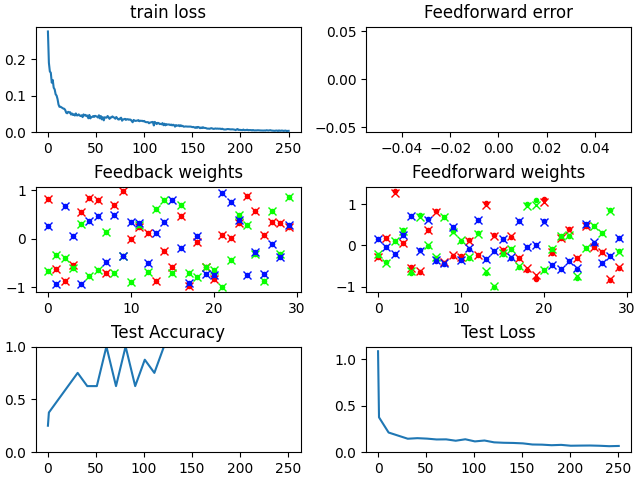 train loss
Feedforward error
0.2
0.1
0.0
0 50 100 150 200 250
0.05
0.00
−0.05
−0.04 −0.02 0.00 0.02 0.04
Feedback weights
Feedforward weights
1
0
−1
0 10 20 30
1
0
−1
0 10 20 30
Test Accuracy
Test Loss
1.0
0.5
0.0
0 50 100 150 200 250
1.0
0.5
0.0
0 50 100 150 200 250